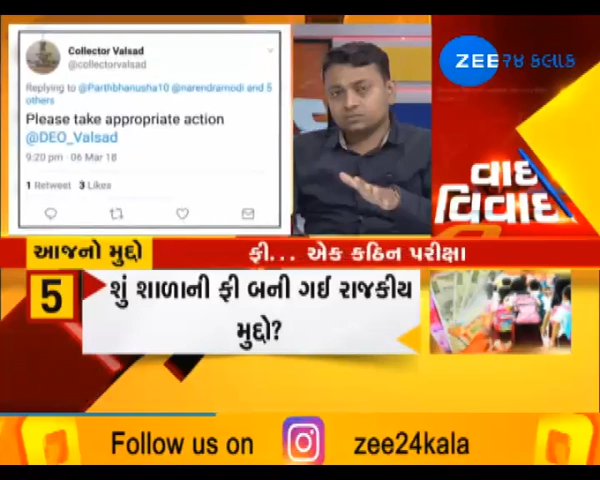 Collector Valsad
@collectorvalsad
Replying to @Parthbhanusha10 @narendramodi and 5
others
Please take appropriate action
@DEO_Valsad
9:20 pm · 06 Mar 18
1 Retweet 3 Likes
ZEE ૨૪ કલાક
વાદ
વિવાદ
આજનો મુદ્દો
ફી... એક કઠિન પરીક્ષા
5
શું શાળાની ફી બની ગઈ રાજકીય
મુદ્દો?
Follow us on zee24kala